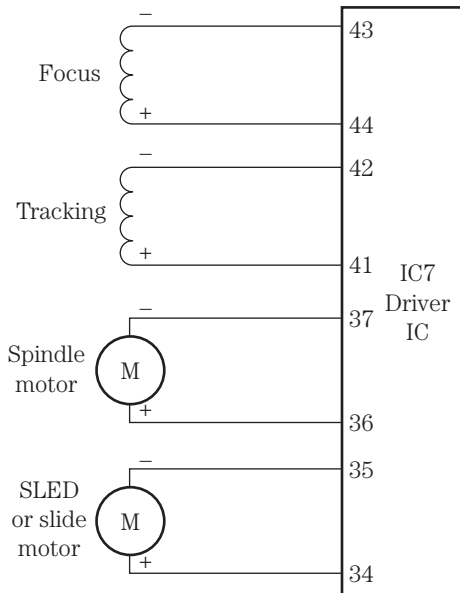 −
43
Focus
+
44
−
42
Tracking
+
41
IC7
Driver
IC
−
37
Spindle
motor
M
+
36
−
35
SLED
or slide
motor
M
+
34